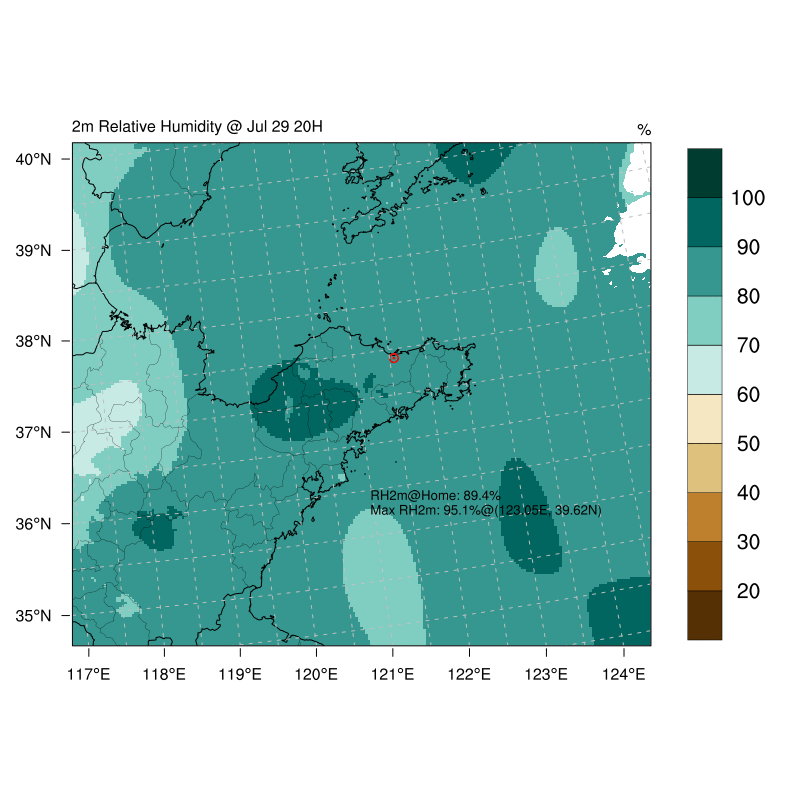 2m Relative Humidity @ Jul 29 20H
%
40°N
39°N
38°N
37°N
36°N
35°N
117°E 118°E 119°E 120°E 121°E 122°E 123°E 124°E
RH2m@Home: 89.4%
Max RH2m: 95.1%@(123.05E, 39.62N)
100
90
80
70
60
50
40
30
20